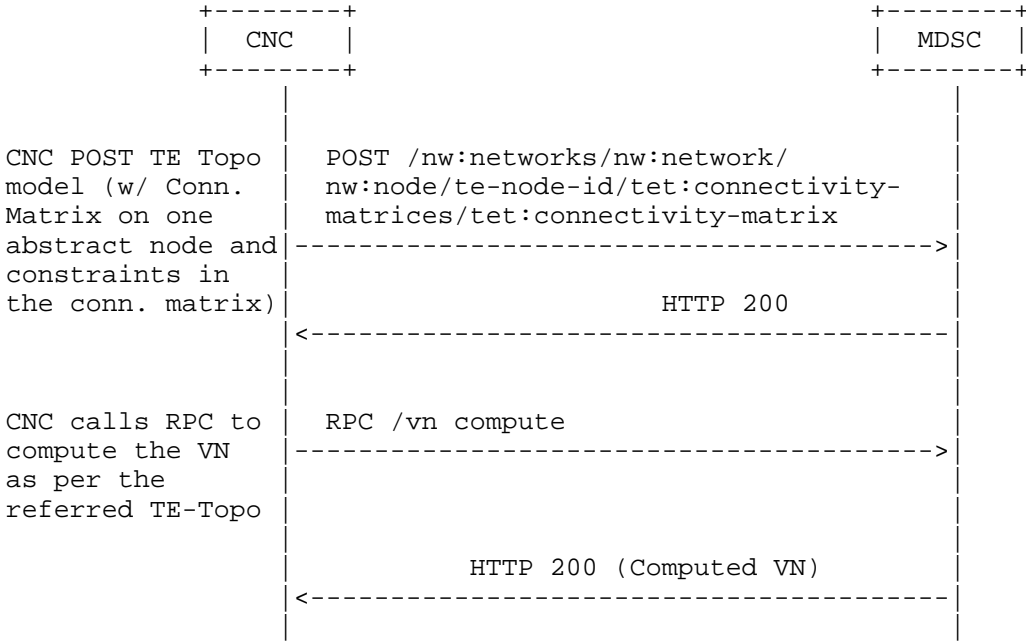 CNC MDSC
CNC POST TE Topo POST /nw:networks/nw:network/
model (w/ Conn. nw:node/te-node-id/tet:connectivity-
Matrix on one matrices/tet:connectivity-matrix
abstract node and
constraints in
the conn. matrix) HTTP 200
CNC calls RPC to RPC /vn compute
compute the VN
as per the
referred TE-Topo
HTTP 200 (Computed VN)